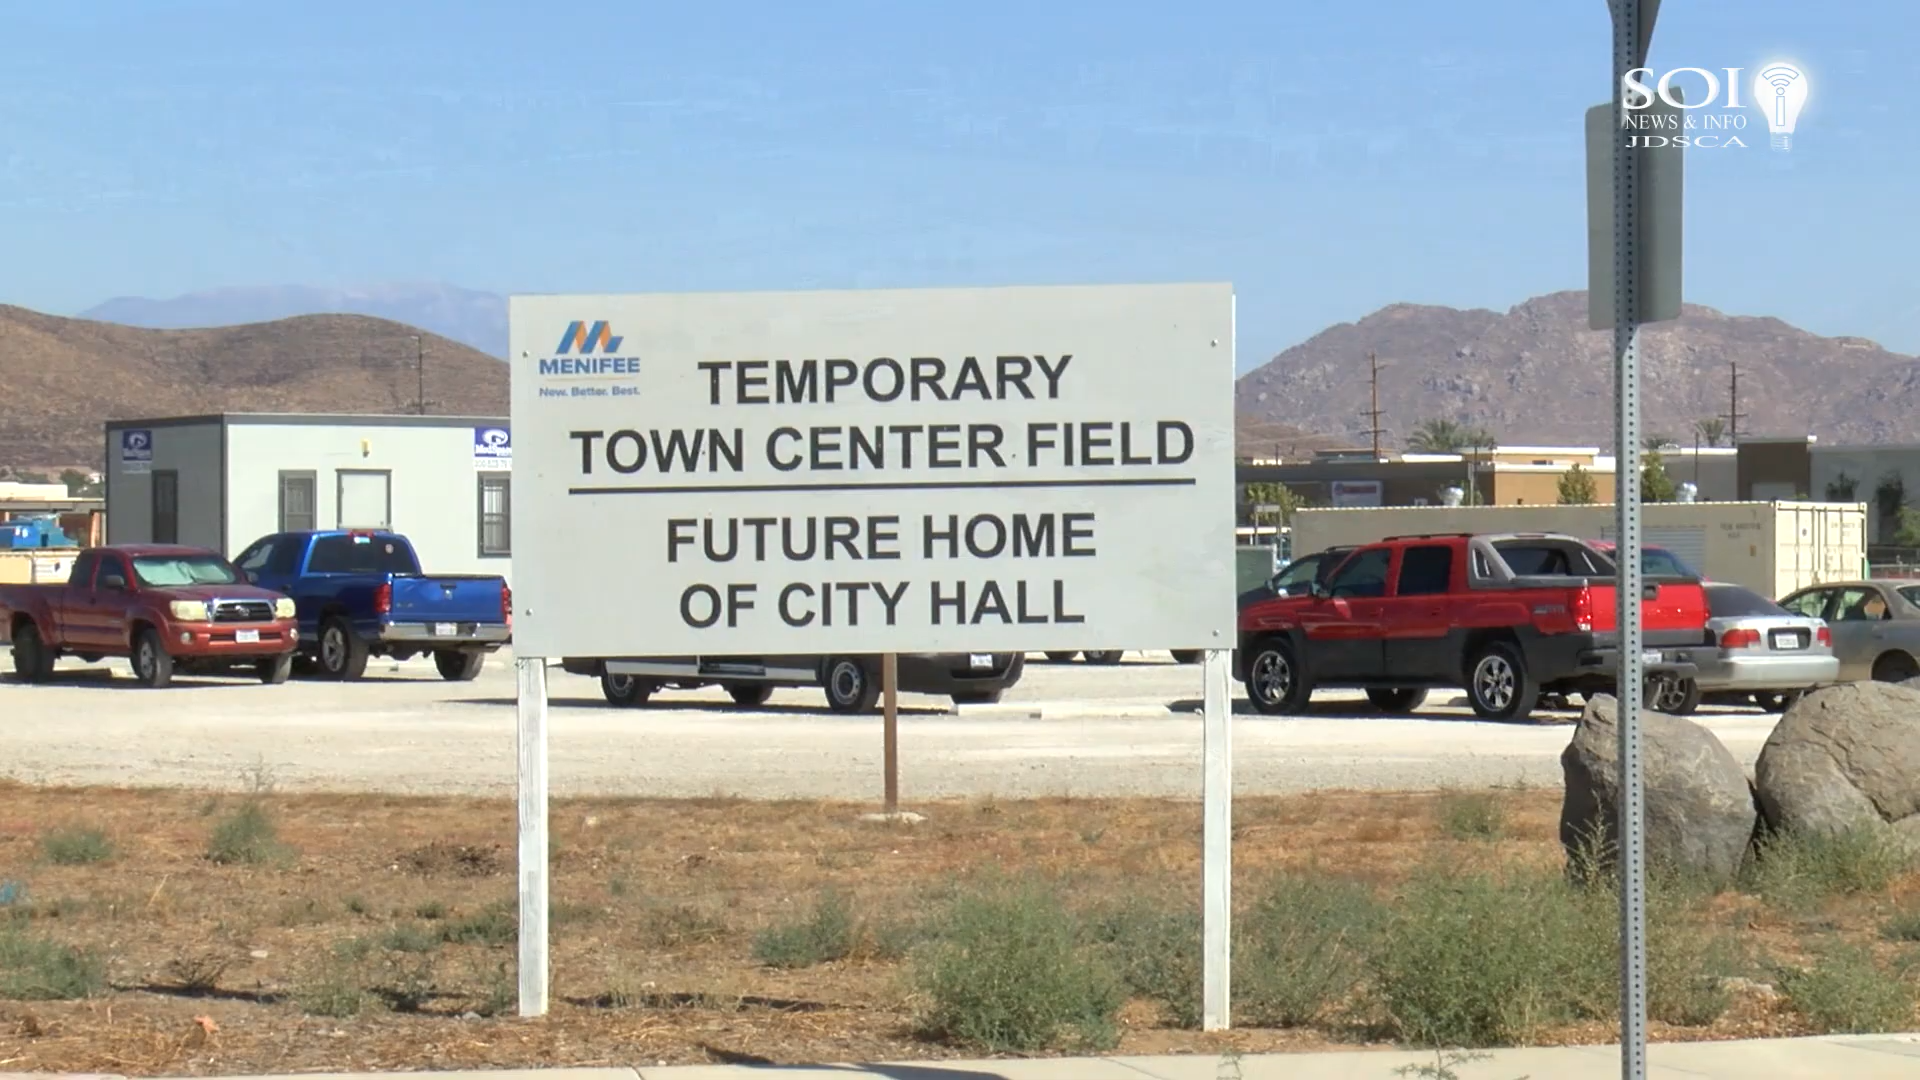 SOI
NEWS & INFO
JDSCA
MENIFEE
New. Better. Best.
TEMPORARY
TOWN CENTER FIELD
FUTURE HOME
OF CITY HALL